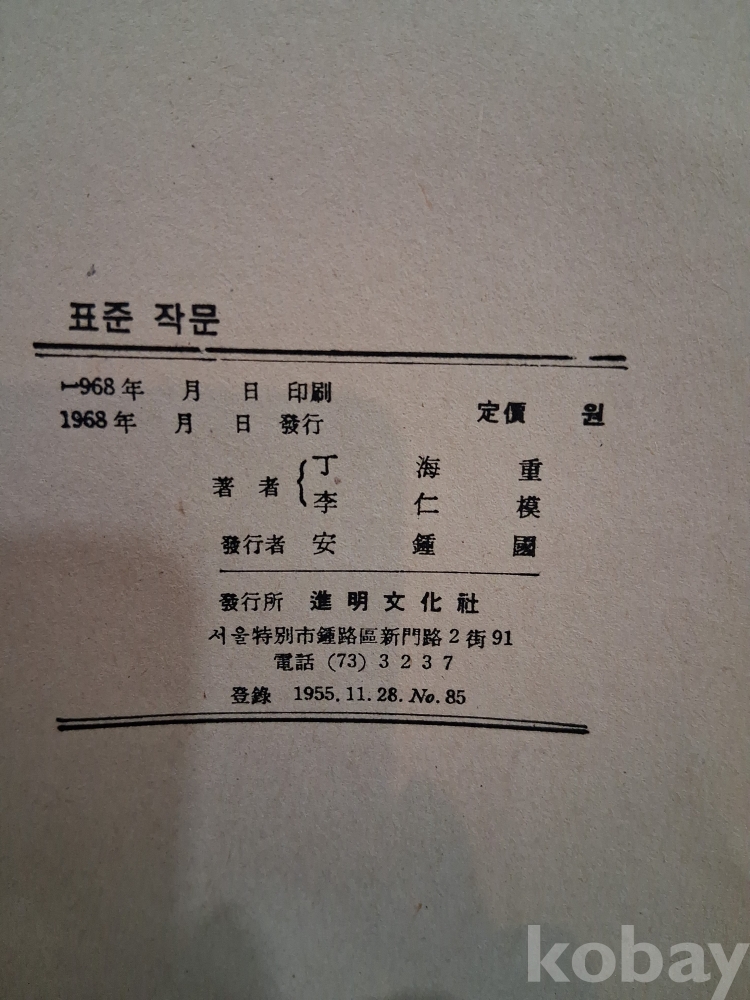 표준 작문
1968年 月 日 印刷
1968年 月 日 發行
定價 원
著者 丁海重
李仁模
發行者 安鍾國
發行所 進明文化社
서울特別市鍾路區新門路2街91
電話 (73) 3237
登錄 1955.11.28.No.85
kobay